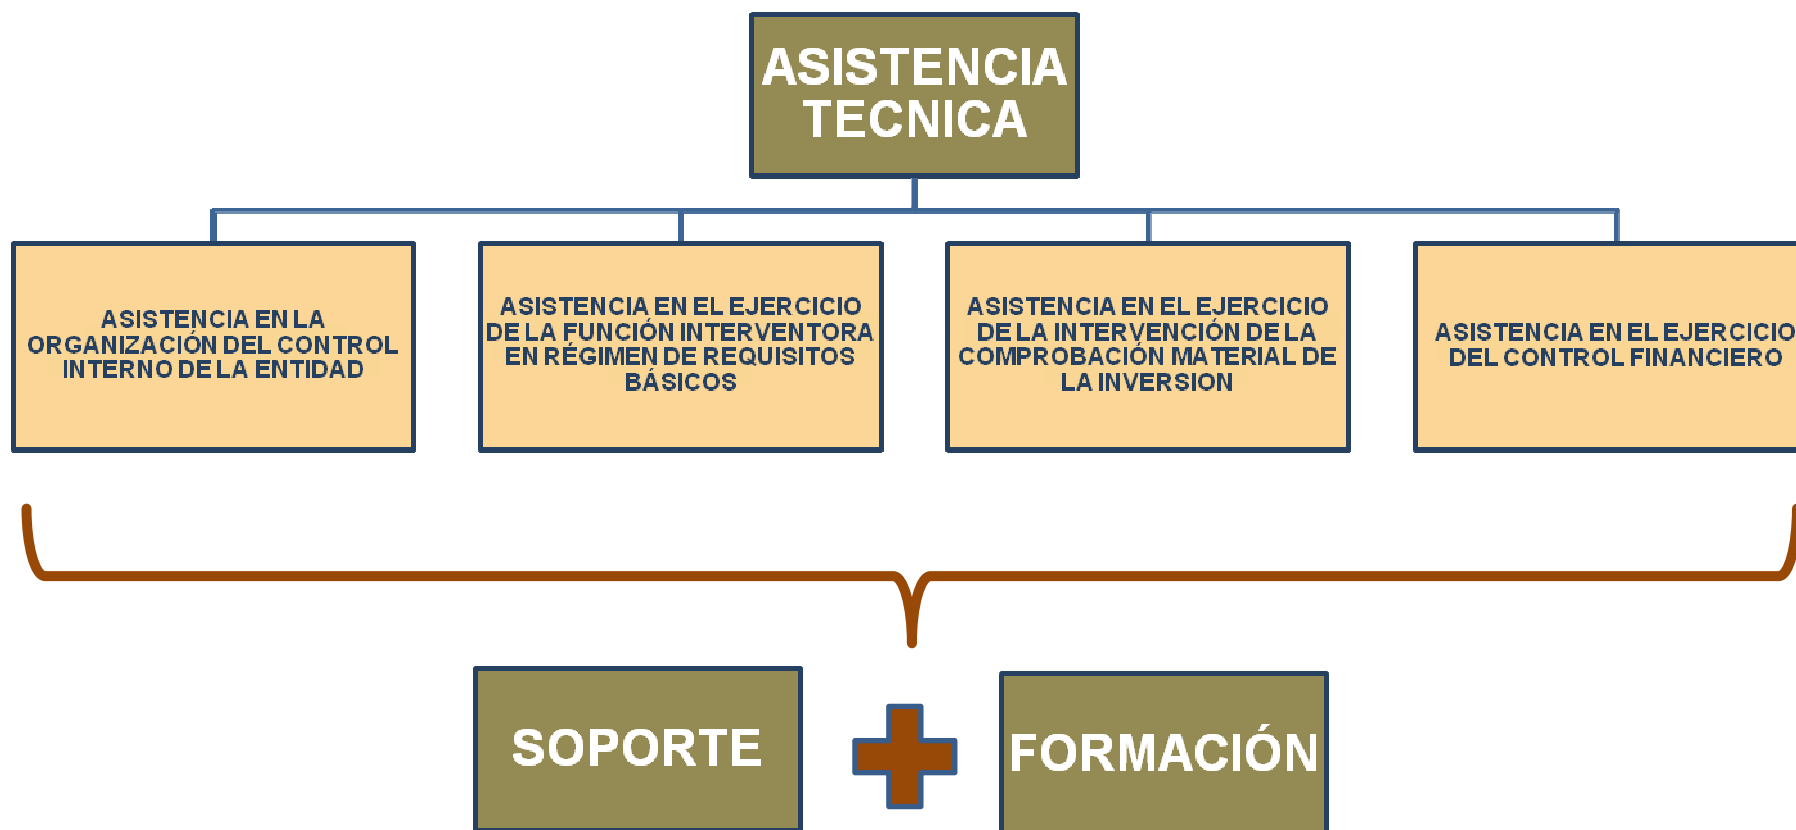 ASISTENCIA
TECNICA
ASISTENCIA EN LA
ORGANIZACIÓN DEL CONTROL
INTERNO DE LA ENTIDAD
ASISTENCIA EN EL EJERCICIO
DE LA FUNCIÓN INTERVENTORA
EN RÉGIMEN DE REQUISITOS
BÁSICOS
ASISTENCIA EN EL EJERCICIO
DE LA INTERVENCIÓN DE LA
COMPROBACIÓN MATERIAL DE
LA INVERSION
ASISTENCIA EN EL EJERCICIO
DEL CONTROL FINANCIERO
SOPORTE
FORMACIÓN